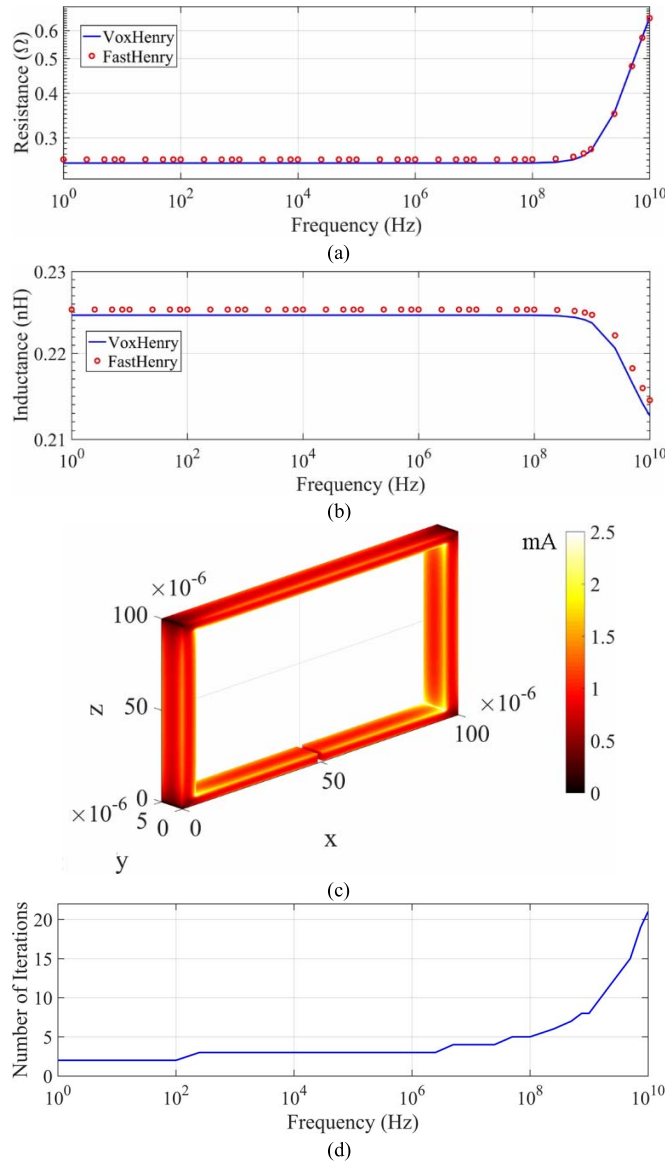 0.6
0.5
0.4
0.3
Resistance (Ω)
VoxHenry
FastHenry
10^0 10^2 10^4 10^6 10^8 10^10
Frequency (Hz)
(a)
0.23
0.22
0.21
Inductance (nH)
VoxHenry
FastHenry
10^0 10^2 10^4 10^6 10^8 10^10
Frequency (Hz)
(b)
mA
2.5
2
1.5
1
0.5
0
×10^-6
100
50
0
z
×10^-6
5 0
y
0
50
100
×10^-6
x
(c)
20
15
10
5
0
Number of Iterations
10^0 10^2 10^4 10^6 10^8 10^10
Frequency (Hz)
(d)